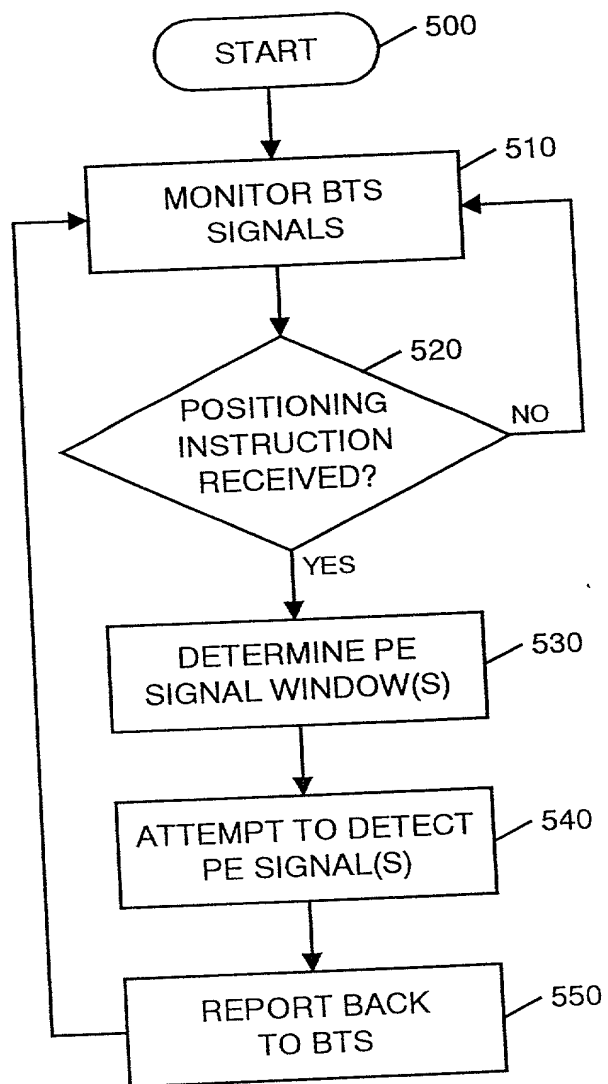 START
500
510
MONITOR BTS
SIGNALS
520
POSITIONING
INSTRUCTION
RECEIVED?
NO
YES
DETERMINE PE
SIGNAL WINDOW(S)
530
ATTEMPT TO DETECT
PE SIGNAL(S)
540
REPORT BACK
TO BTS
550